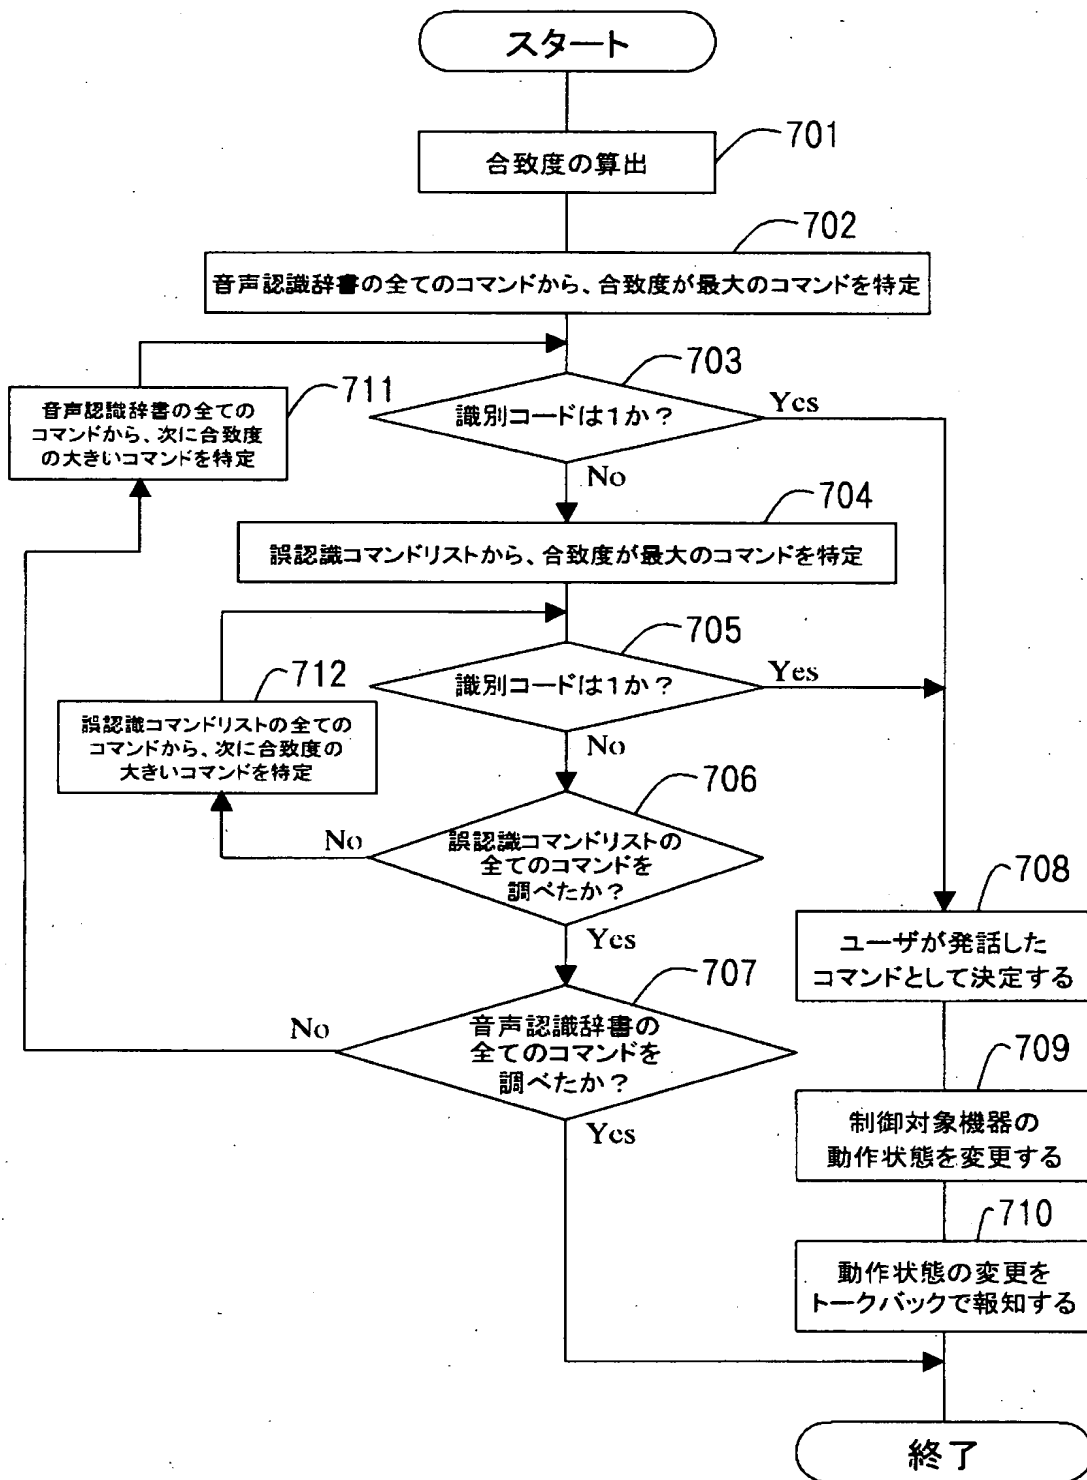 スタート
701
合致度の算出
702
音声認識辞書の全てのコマンドから、合致度が最大のコマンドを特定
703
識別コードは1か？
Yes
No
711
音声認識辞書の全ての
コマンドから、次に合致度
の大きいコマンドを特定
704
誤認識コマンドリストから、合致度が最大のコマンドを特定
705
識別コードは1か？
Yes
No
712
誤認識コマンドリストの全ての
コマンドから、次に合致度の
大きいコマンドを特定
706
誤認識コマンドリストの
全てのコマンドを
調べたか？
No
Yes
707
音声認識辞書の
全てのコマンドを
調べたか？
No
Yes
708
ユーザが発話した
コマンドとして決定する
709
制御対象機器の
動作状態を変更する
710
動作状態の変更を
トークバックで報知する
終了